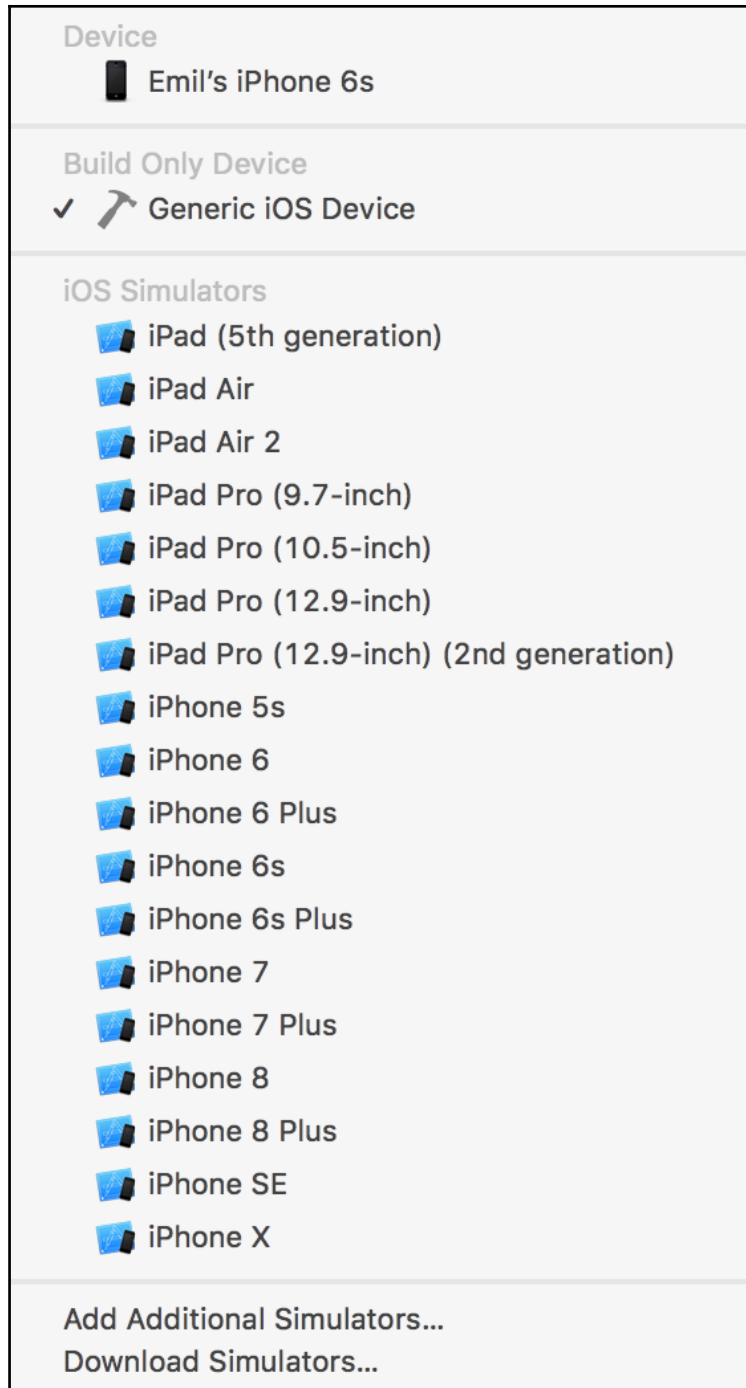 Device
Emil’s iPhone 6s
Build Only Device
Generic iOS Device
iOS Simulators
iPad (5th generation)
iPad Air
iPad Air 2
iPad Pro (9.7-inch)
iPad Pro (10.5-inch)
iPad Pro (12.9-inch)
iPad Pro (12.9-inch) (2nd generation)
iPhone 5s
iPhone 6
iPhone 6 Plus
iPhone 6s
iPhone 6s Plus
iPhone 7
iPhone 7 Plus
iPhone 8
iPhone 8 Plus
iPhone SE
iPhone X
Add Additional Simulators...
Download Simulators...